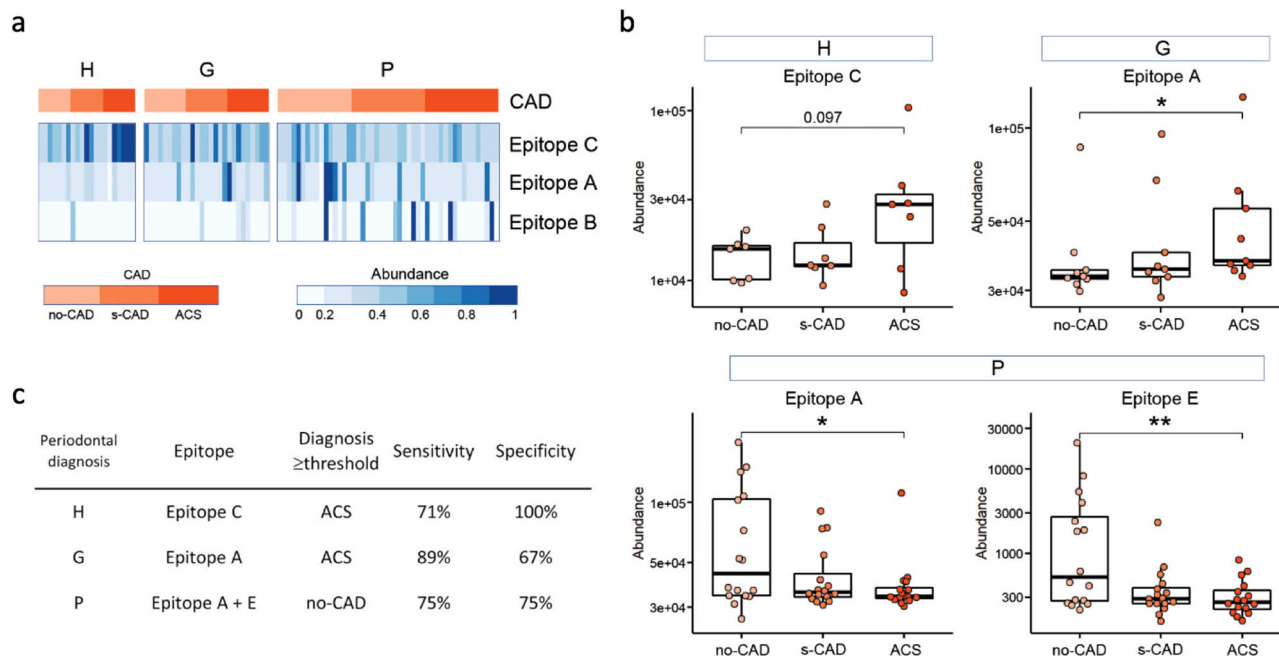 a
H G P
CAD
Epitope C
Epitope A
Epitope B
CAD
no-CAD s-CAD ACS
Abundance
0 0.2 0.4 0.6 0.8 1
b
H
Epitope C
0.097
1e+05
3e+04
1e+04
Abundance
no-CAD s-CAD ACS
G
Epitope A
*
1e+05
5e+04
3e+04
Abundance
no-CAD s-CAD ACS
P
Epitope A
*
1e+05
5e+04
3e+04
Abundance
no-CAD s-CAD ACS
Epitope E
**
30000
10000
3000
1000
300
Abundance
no-CAD s-CAD ACS
c
Periodontal diagnosis Epitope Diagnosis ≥threshold Sensitivity Specificity
H Epitope C ACS 71% 100%
G Epitope A ACS 89% 67%
P Epitope A + E no-CAD 75% 75%